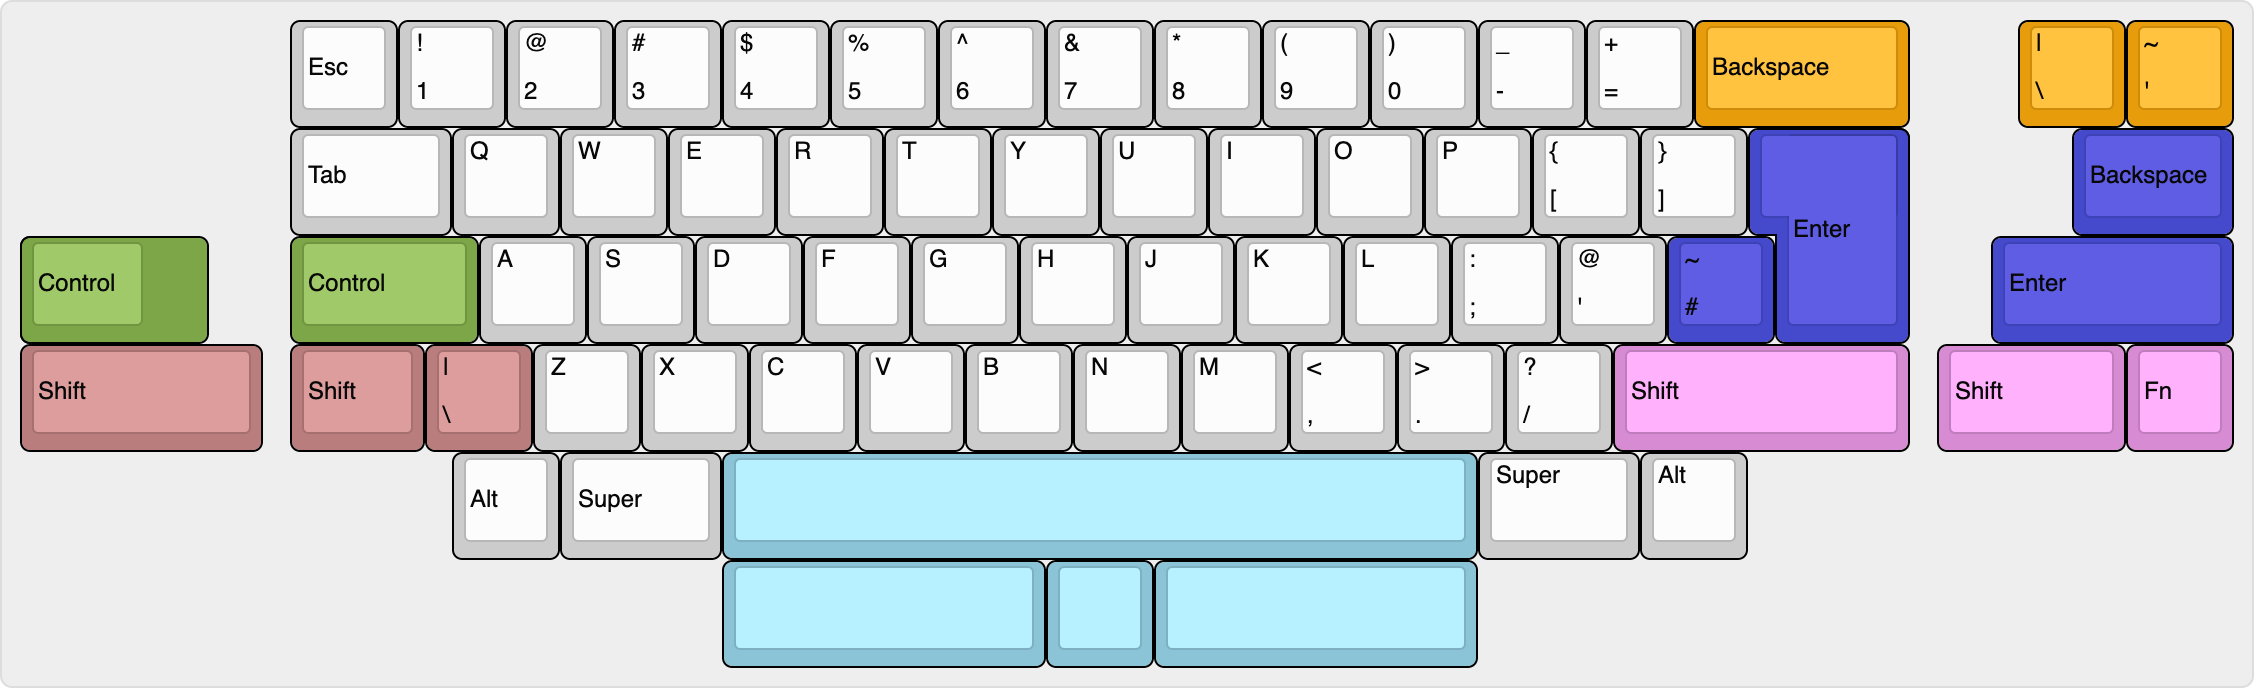 Esc ! 1 @ 2 # 3 $ 4 % 5 ^ 6 & 7 * 8 ( 9 ) 0 _ - + = Backspace | \ ~ '
Tab Q W E R T Y U I O P { [ } ] Enter Backspace
Control Control A S D F G H J K L : ; @ ' ~ # Enter
Shift Shift | \ Z X C V B N M < , > . ? / Shift Shift Fn
Alt Super Super Alt